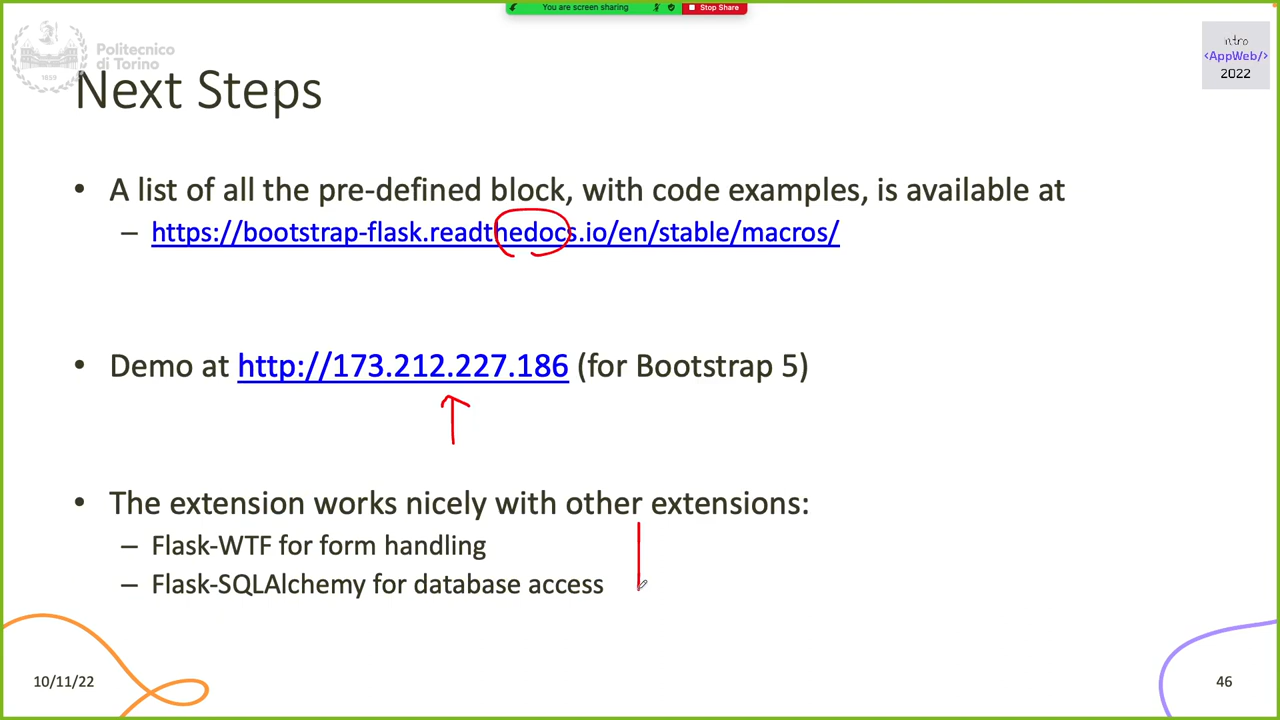 You are screen sharing
Stop Share
Politecnico
di Torino
1859
intro
<AppWeb/>
2022
Next Steps
• A list of all the pre-defined block, with code examples, is available at
– https://bootstrap-flask.readthedocs.io/en/stable/macros/
• Demo at http://173.212.227.186 (for Bootstrap 5)
• The extension works nicely with other extensions:
– Flask-WTF for form handling
– Flask-SQLAlchemy for database access
10/11/22
46